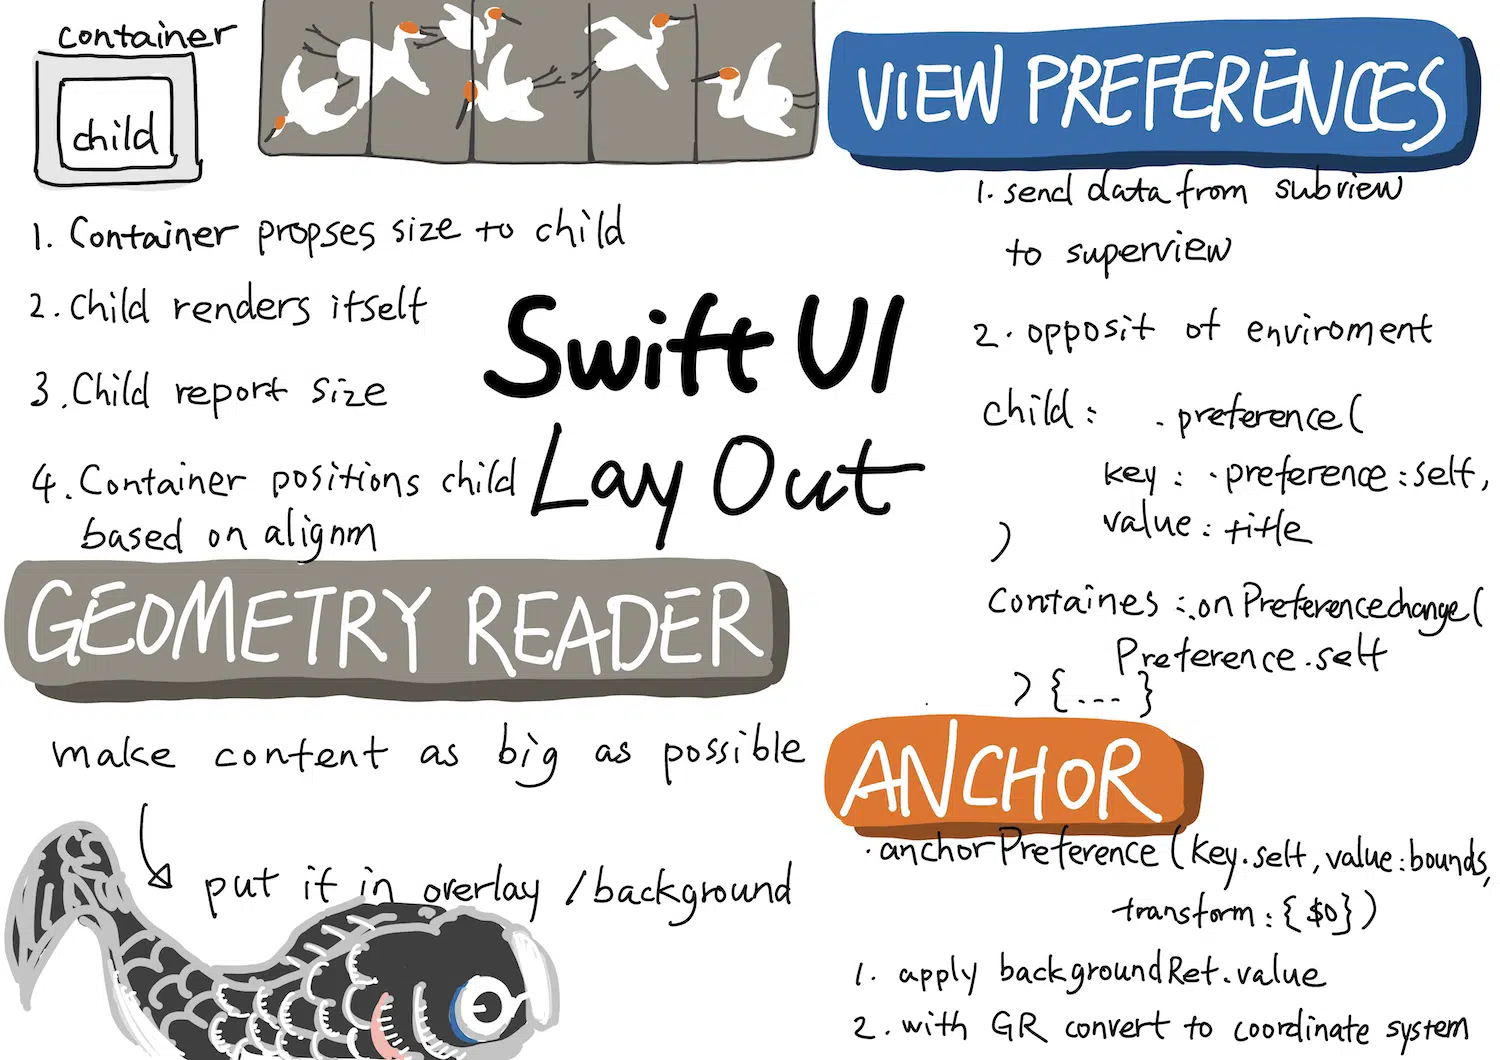 container
child
1. Container propses size to child
2. Child renders itself
3. Child report size
4. Container positions child
based on alignm
Swift UI
Lay Out
GEOMETRY READER
make content as big as possible
put it in overlay / background
VIEW PREFERENCES
1. send data from subview
to superview
2. opposit of enviroment
child: .preference(
key: .preference:self,
value: title
)
Containes :.onPreferencechange(
Preference.self
) {....}
ANCHOR
.anchorPreference (key.self, value:bounds,
transform: {$0})
1. apply backgroundRet.value
2. with GR convert to coordinate system